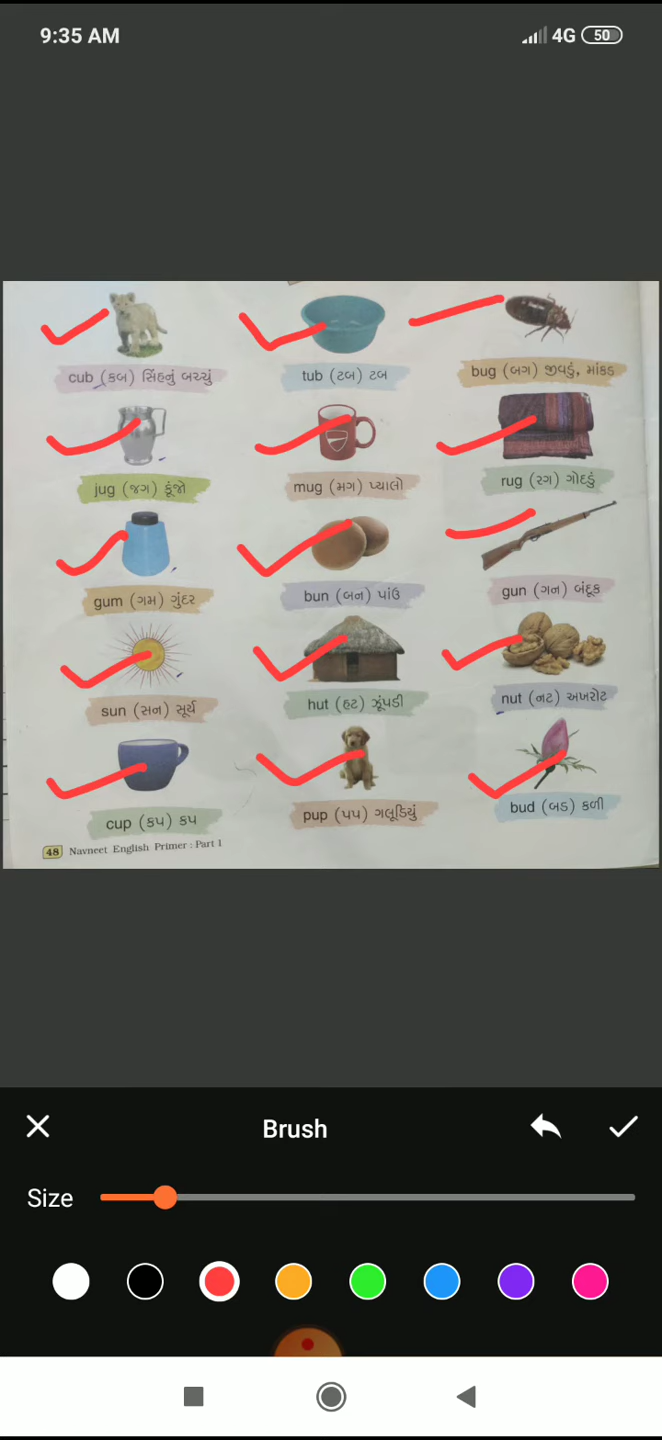 9:35 AM
4G 50
cub (કબ) સિંહનું બચ્ચું
tub (ટબ) ટબ
bug (બગ) જીવડું, માંકડ
jug (જગ) કૂંજો
mug (મગ) પ્યાલો
rug (રગ) ગોદડું
gum (ગમ) ગુંદર
bun (બન) પાંઉ
gun (ગન) બંદૂક
sun (સન) સૂર્ય
hut (હટ) ઝૂંપડી
nut (નટ) અખરોટ
cup (કપ) કપ
pup (પપ) ગલૂડિયું
bud (બડ) કળી
48 Navneet English Primer : Part 1
Brush
Size